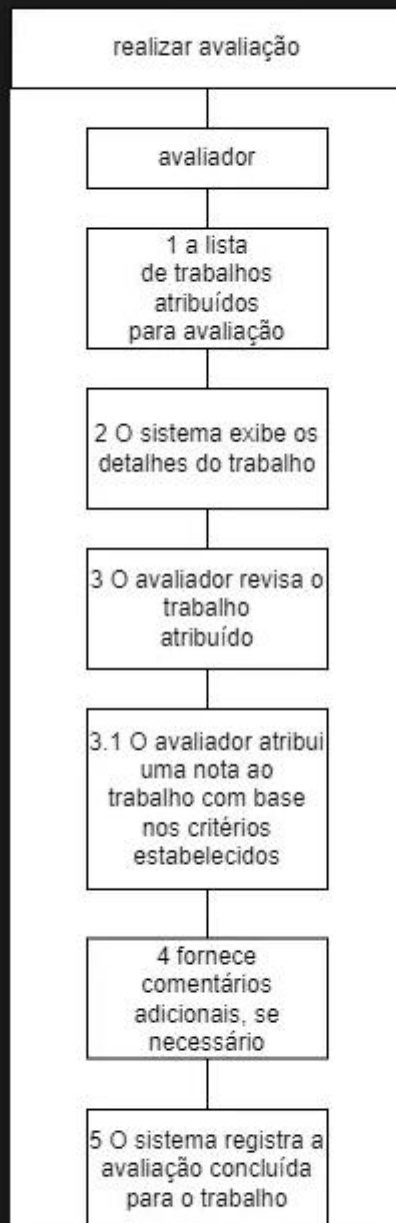 realizar avaliação
avaliador
1 a lista
de trabalhos
atribuídos
para avaliação
2 O sistema exibe os
detalhes do trabalho
3 O avaliador revisa o
trabalho
atribuído
3.1 O avaliador atribui
uma nota ao
trabalho com base
nos critérios
estabelecidos
4 fornece
comentários
adicionais, se
necessário
5 O sistema registra a
avaliação concluída
para o trabalho